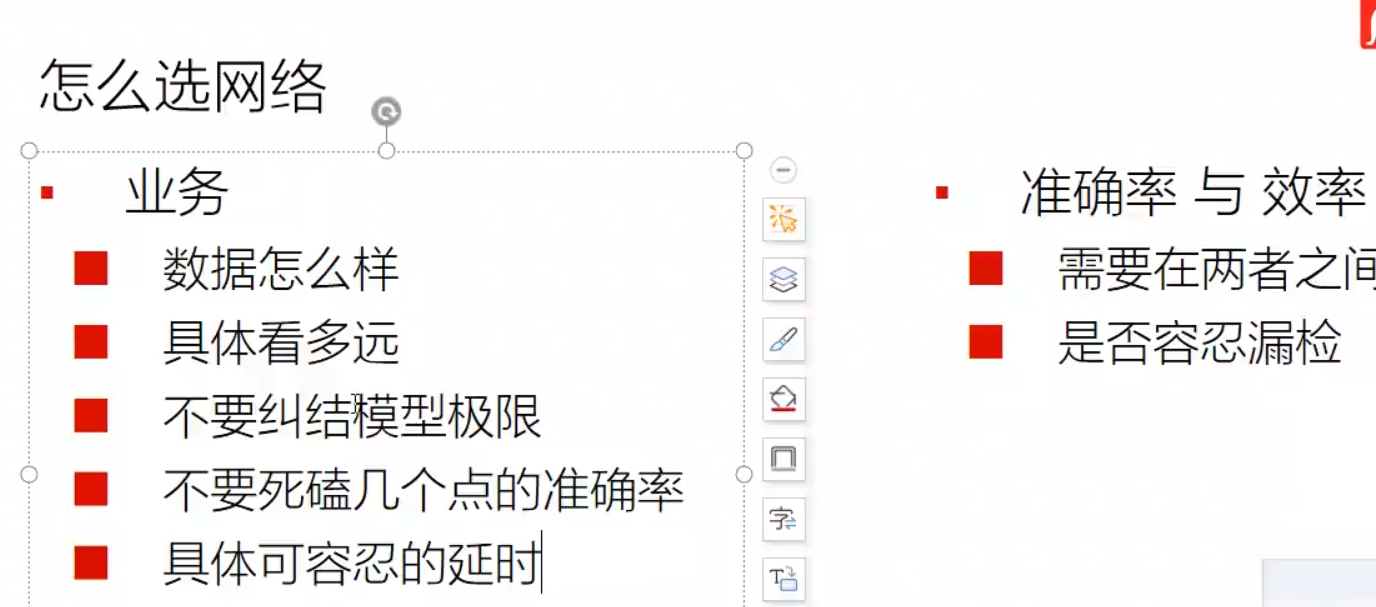 怎么选网络
业务
数据怎么样
具体看多远
不要纠结模型极限
不要死磕几个点的准确率
具体可容忍的延时
准确率 与 效率
需要在两者之间
是否容忍漏检
字
T